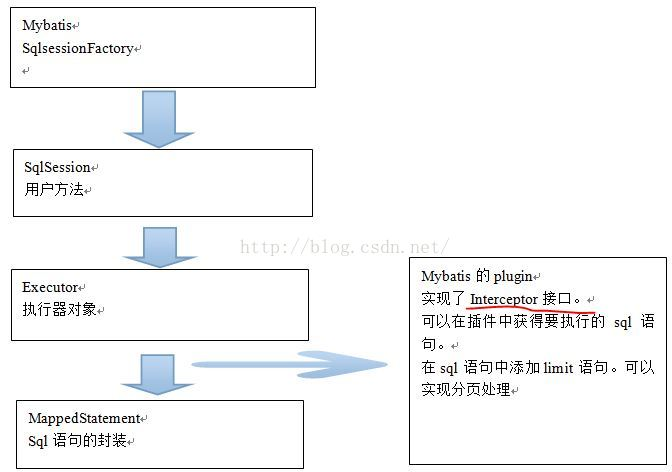 Mybatis
SqlsessionFactory
SqlSession
用户方法
http://blog.csdn.net/
Executor
执行器对象
Mybatis 的 plugin
实现了 Interceptor 接口。
可以在插件中获得要执行的 sql 语
句。
在 sql 语句中添加 limit 语句。可以
实现分页处理
MappedStatement
Sql 语句的封装